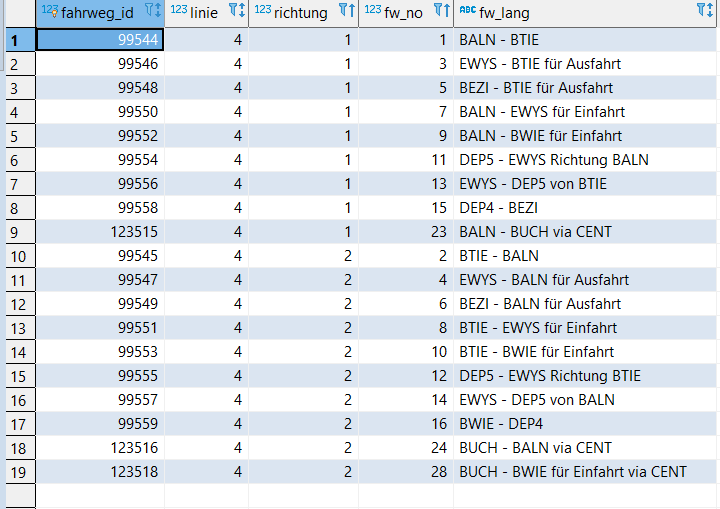 123 fahrweg_id 123 linie 123 richtung 123 fw_no ABC fw_lang
1 99544 4 1 1 BALN - BTIE
2 99546 4 1 3 EWYS - BTIE für Ausfahrt
3 99548 4 1 5 BEZI - BTIE für Ausfahrt
4 99550 4 1 7 BALN - EWYS für Einfahrt
5 99552 4 1 9 BALN - BWIE für Einfahrt
6 99554 4 1 11 DEP5 - EWYS Richtung BALN
7 99556 4 1 13 EWYS - DEP5 von BTIE
8 99558 4 1 15 DEP4 - BEZI
9 123515 4 1 23 BALN - BUCH via CENT
10 99545 4 2 2 BTIE - BALN
11 99547 4 2 4 EWYS - BALN für Ausfahrt
12 99549 4 2 6 BEZI - BALN für Ausfahrt
13 99551 4 2 8 BTIE - EWYS für Einfahrt
14 99553 4 2 10 BTIE - BWIE für Einfahrt
15 99555 4 2 12 DEP5 - EWYS Richtung BTIE
16 99557 4 2 14 EWYS - DEP5 von BALN
17 99559 4 2 16 BWIE - DEP4
18 123516 4 2 24 BUCH - BALN via CENT
19 123518 4 2 28 BUCH - BWIE für Einfahrt via CENT